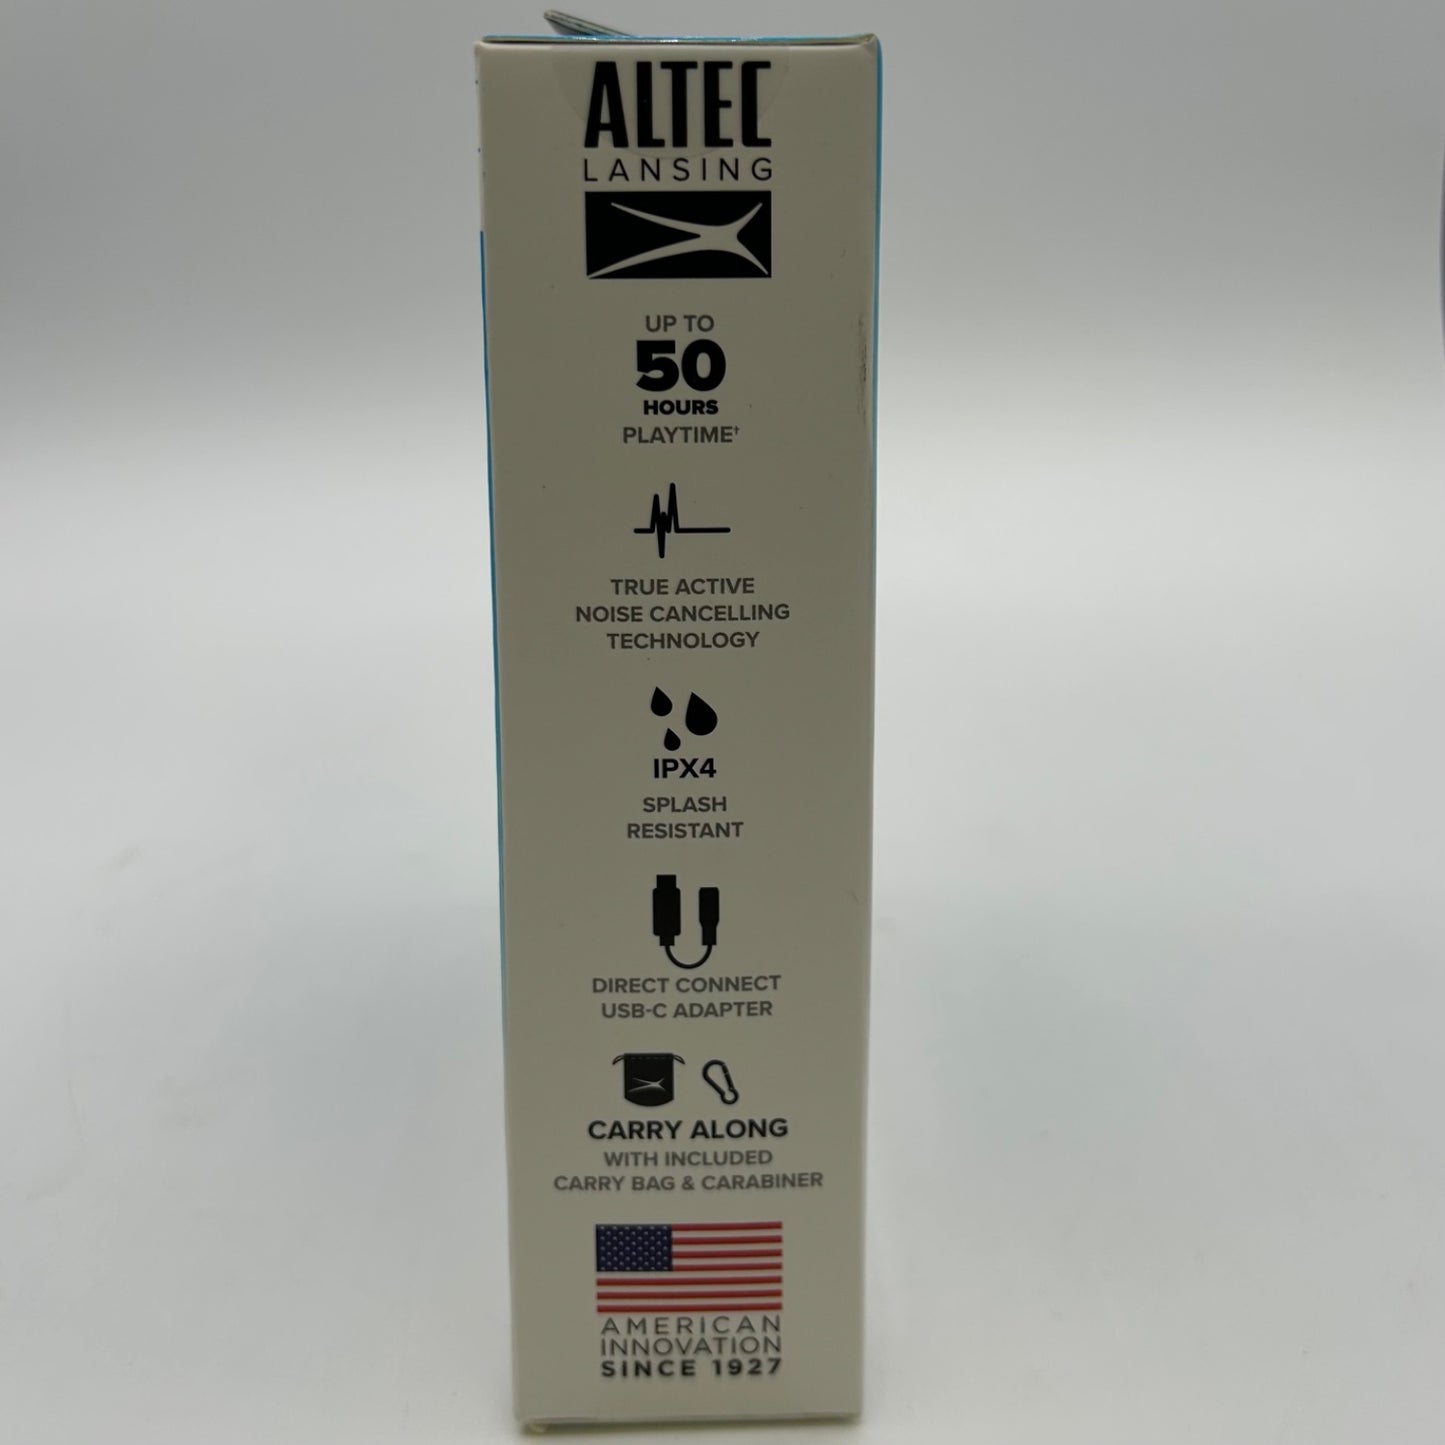 ALTEC
LANSING
UP TO
50
HOURS
PLAYTIME†
TRUE ACTIVE
NOISE CANCELLING
TECHNOLOGY
IPX4
SPLASH
RESISTANT
DIRECT CONNECT
USB-C ADAPTER
CARRY ALONG
WITH INCLUDED
CARRY BAG & CARABINER
AMERICAN
INNOVATION
SINCE 1927